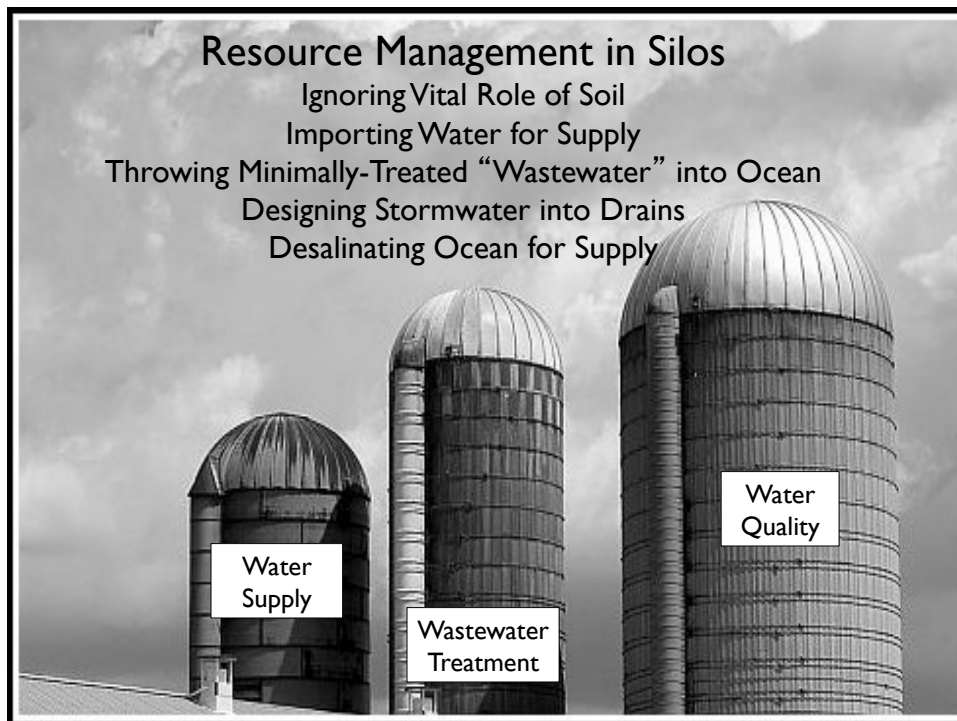 Resource Management in Silos
Ignoring Vital Role of Soil
Importing Water for Supply
Throwing Minimally-Treated “Wastewater” into Ocean
Designing Stormwater into Drains
Desalinating Ocean for Supply
Water
Supply
Wastewater
Treatment
Water
Quality